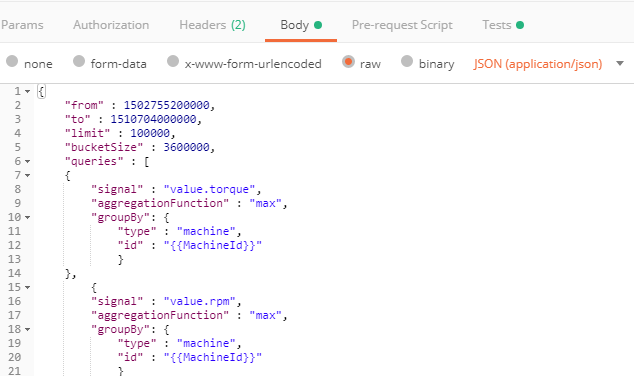 Params Authorization Headers (2) Body Pre-request Script Tests
none form-data x-www-form-urlencoded raw binary JSON (application/json)
1 {
2 "from" : 1502755200000,
3 "to" : 1510704000000,
4 "limit" : 100000,
5 "bucketSize" : 3600000,
6 "queries" : [
7 {
8 "signal" : "value.torque",
9 "aggregationFunction" : "max",
10 "groupBy": {
11 "type" : "machine",
12 "id" : "{{MachineId}}"
13 }
14 },
15 {
16 "signal" : "value.rpm",
17 "aggregationFunction" : "max",
18 "groupBy": {
19 "type" : "machine",
20 "id" : "{{MachineId}}"
21 }